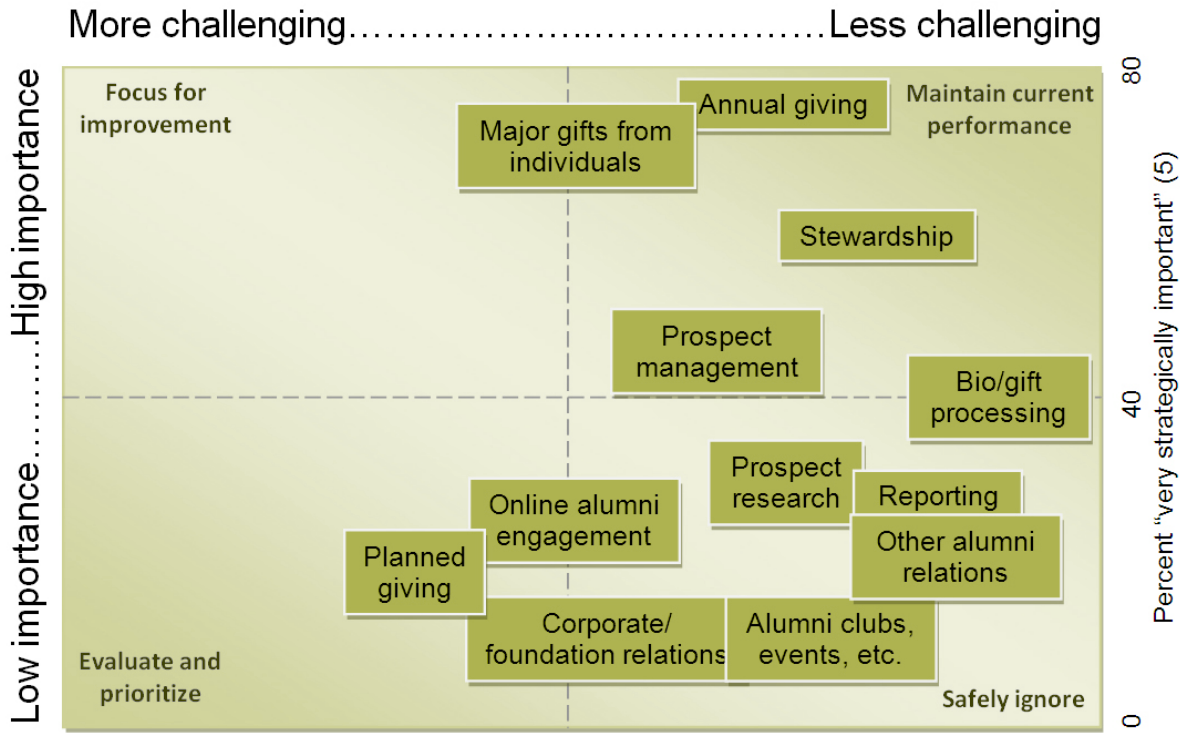 More challenging…………………..……….………Less challenging
Low importance………High importance
Focus for
improvement
Maintain current
performance
Annual giving
Major gifts from
individuals
Stewardship
Prospect
management
Bio/gift
processing
Prospect
research
Reporting
Online alumni
engagement
Other alumni
relations
Planned
giving
Corporate/
foundation relations
Alumni clubs,
events, etc.
Evaluate and
prioritize
Safely ignore
80
40
0
Percent “very strategically important” (5)